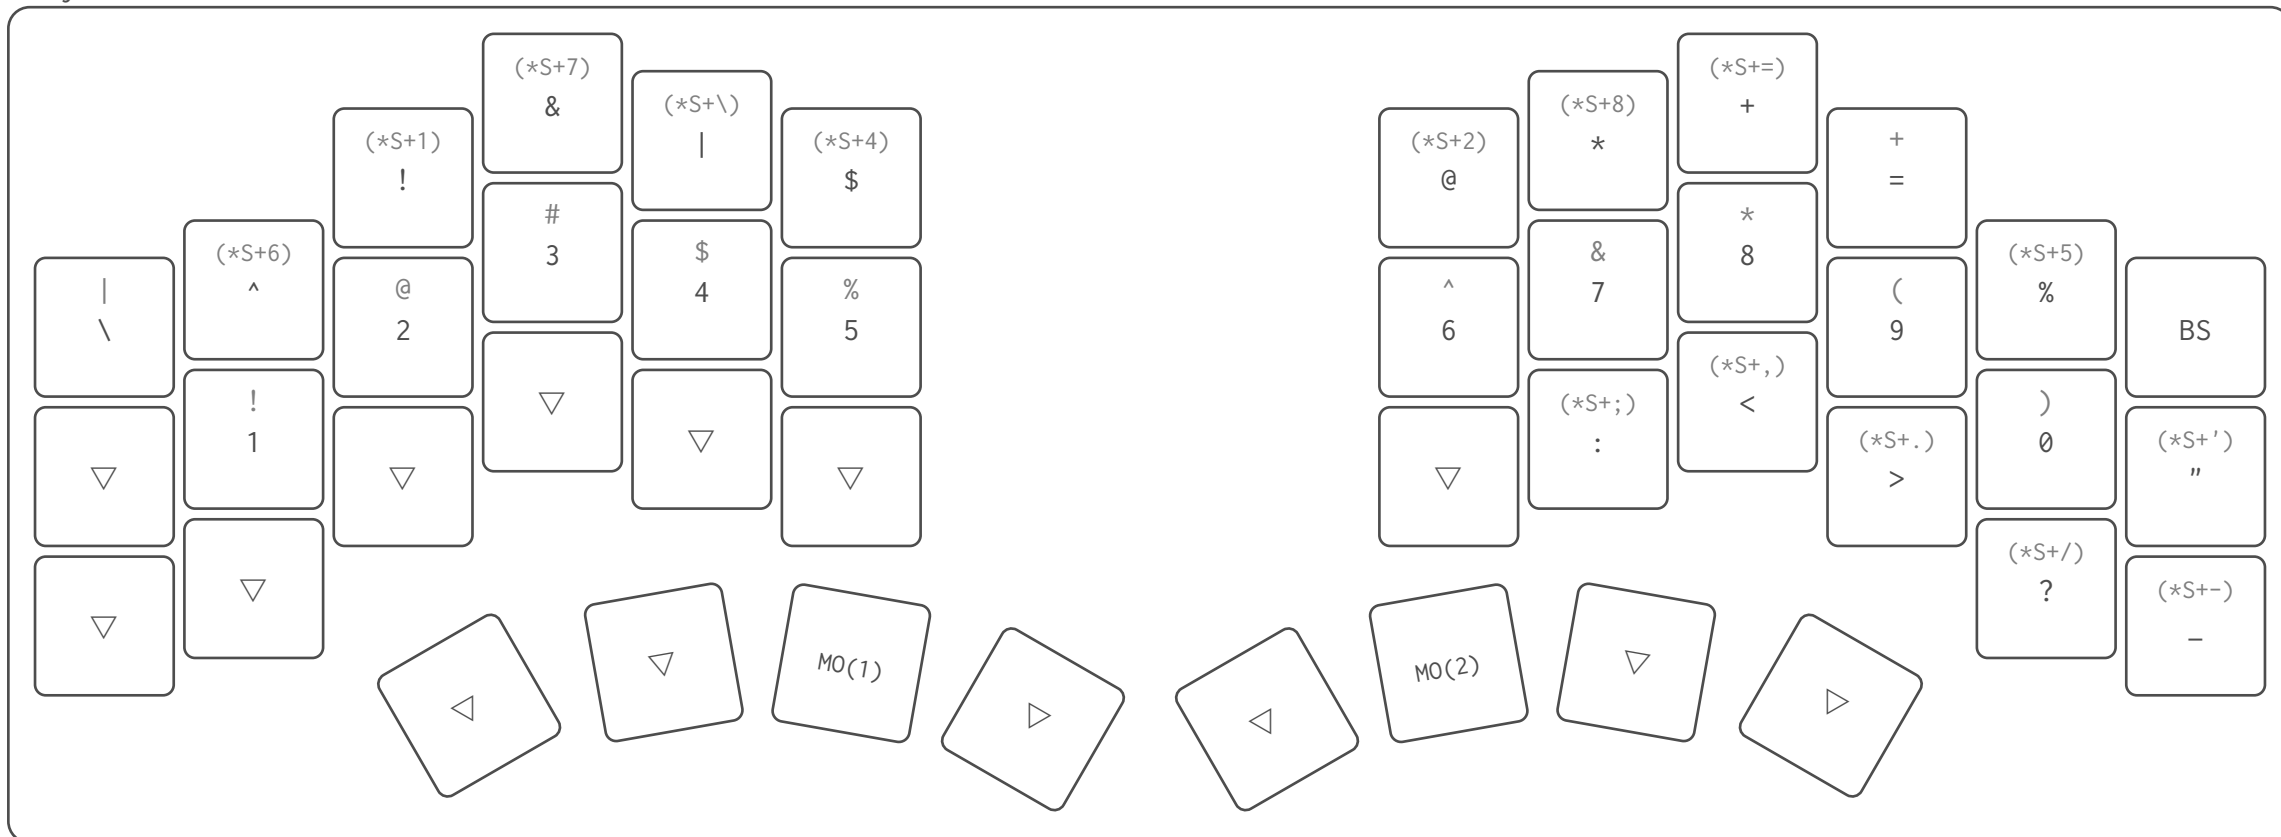 (*S+7)
&
(*S+\)
|
(*S+1)
!
(*S+4)
$
#
3
(*S+6)
^
$
4
|
\
@
2
%
5
!
1
MO(1)
(*S+=)
+
(*S+8)
*
(*S+2)
@
+
=
*
8
&
7
(*S+5)
%
^
6
(
9
BS
(*S+,)
<
(*S+;)
:
)
0
(*S+.)
>
(*S+')
"
(*S+/)
?
(*S+-)
_
MO(2)